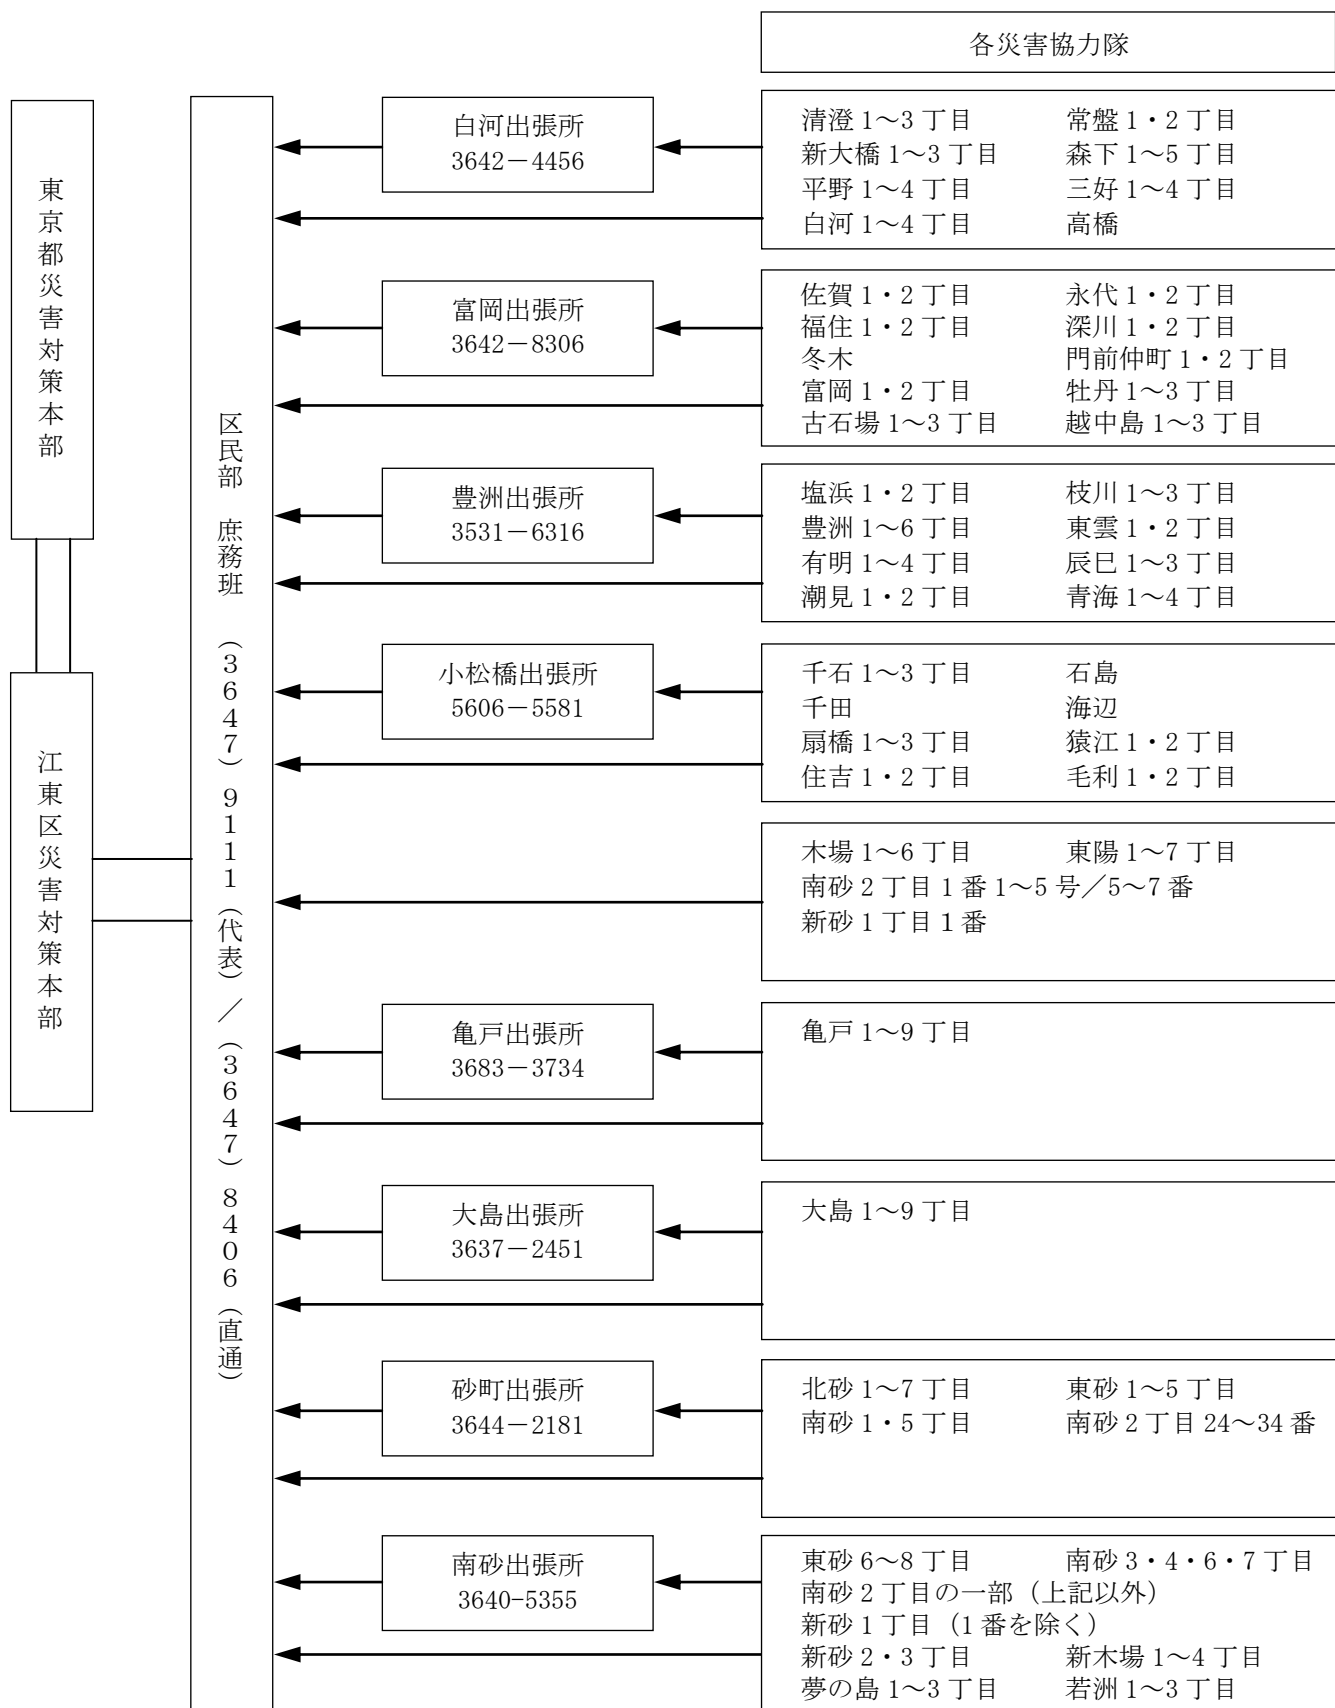 各災害協力隊
東京都災害対策本部
江東区災害対策本部
区民部 庶務班 (3647) 9111 (代表) / (3647) 8406 (直通)
白河出張所
3642-4456
清澄 1~3 丁目 常盤 1・2 丁目
新大橋 1~3 丁目 森下 1~5 丁目
平野 1~4 丁目 三好 1~4 丁目
白河 1~4 丁目 高橋
富岡出張所
3642-8306
佐賀 1・2 丁目 永代 1・2 丁目
福住 1・2 丁目 深川 1・2 丁目
冬木 門前仲町 1・2 丁目
富岡 1・2 丁目 牡丹 1~3 丁目
古石場 1~3 丁目 越中島 1~3 丁目
豊洲出張所
3531-6316
塩浜 1・2 丁目 枝川 1~3 丁目
豊洲 1~6 丁目 東雲 1・2 丁目
有明 1~4 丁目 辰巳 1~3 丁目
潮見 1・2 丁目 青海 1~4 丁目
小松橋出張所
5606-5581
千石 1~3 丁目 石島
千田 海辺
扇橋 1~3 丁目 猿江 1・2 丁目
住吉 1・2 丁目 毛利 1・2 丁目
木場 1~6 丁目 東陽 1~7 丁目
南砂 2 丁目 1 番 1~5 号/5~7 番
新砂 1 丁目 1 番
亀戸出張所
3683-3734
亀戸 1~9 丁目
大島出張所
3637-2451
大島 1~9 丁目
砂町出張所
3644-2181
北砂 1~7 丁目 東砂 1~5 丁目
南砂 1・5 丁目 南砂 2 丁目 24~34 番
南砂出張所
3640-5355
東砂 6~8 丁目 南砂 3・4・6・7 丁目
南砂 2 丁目の一部 (上記以外)
新砂 1 丁目 (1 番を除く)
新砂 2・3 丁目 新木場 1~4 丁目
夢の島 1~3 丁目 若洲 1~3 丁目